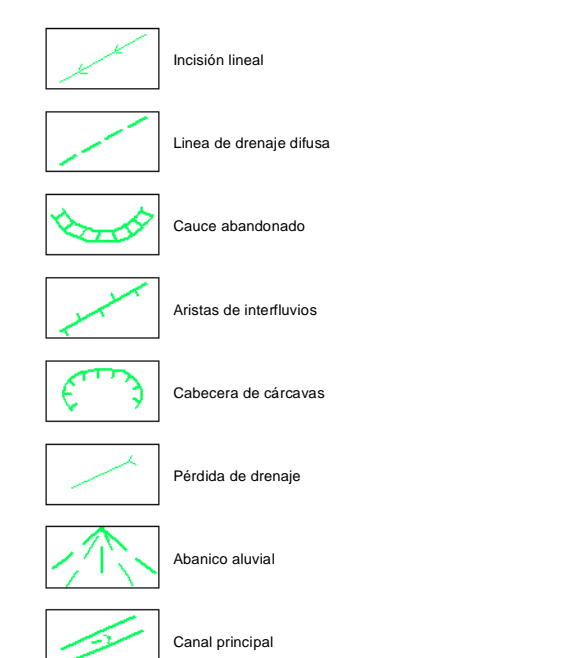 Incisión lineal
Linea de drenaje difusa
Cauce abandonado
Aristas de interfluvios
Cabecera de cárcavas
Pérdida de drenaje
Abanico aluvial
Canal principal